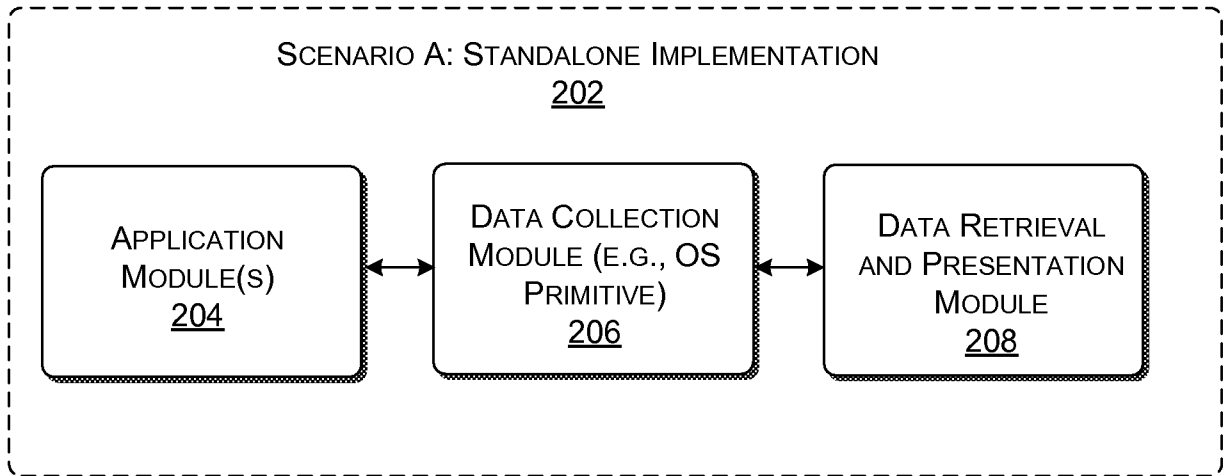 SCENARIO A: STANDALONE IMPLEMENTATION
202
APPLICATION
MODULE(S)
204
DATA COLLECTION
MODULE (E.G., OS
PRIMITIVE)
206
DATA RETRIEVAL
AND PRESENTATION
MODULE
208